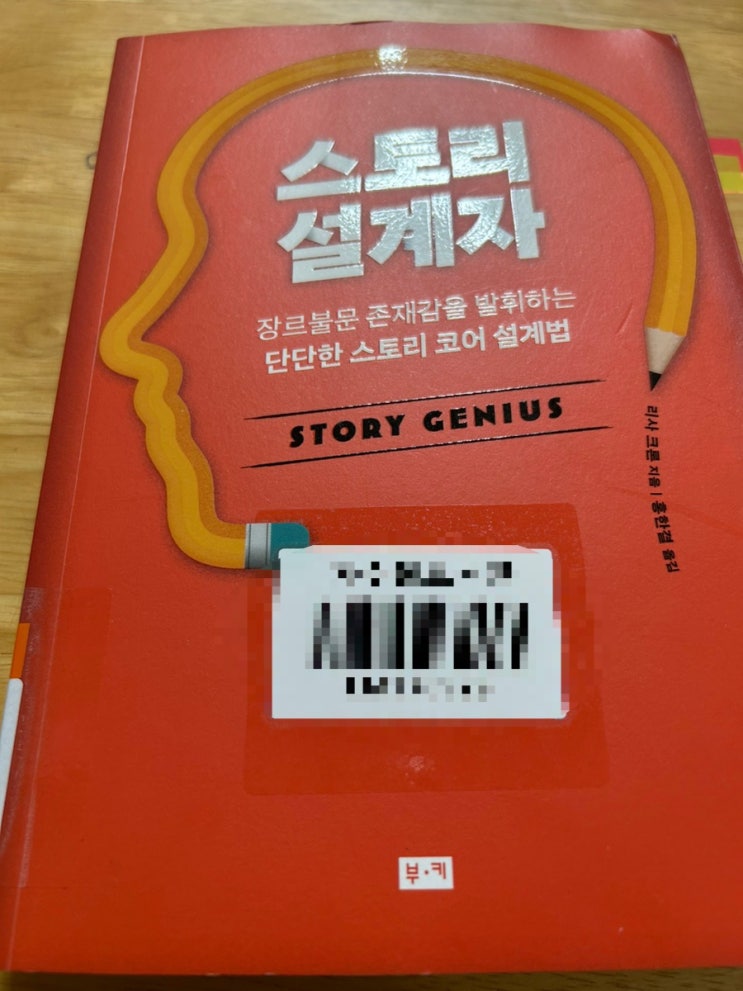 스토리
설계자
장르불문 존재감을 발휘하는
단단한 스토리 코어 설계법
STORY GENIUS
리사 크론 지음 | 홍한결 옮김
부·키